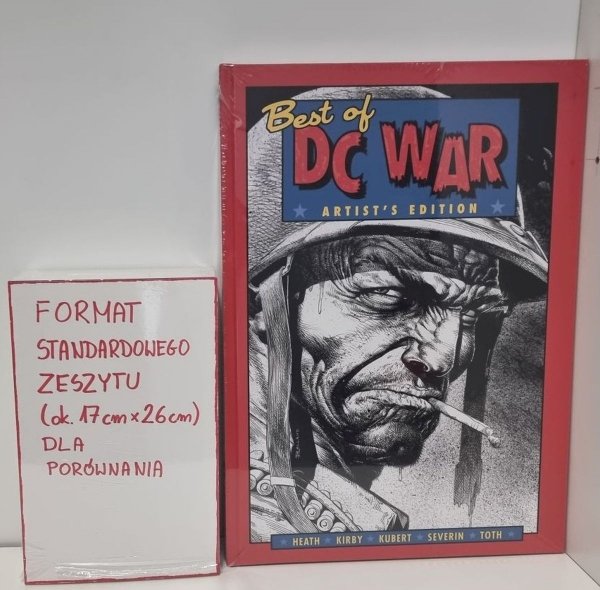 FORMAT
STANDARDOWEGO
ZESZYTU
(ok. 17cm×26cm)
DLA
PORÓWNANIA
Best of
DC WAR
ARTIST'S EDITION
HEATH ★ KIRBY ★ KUBERT ★ SEVERIN ★ TOTH